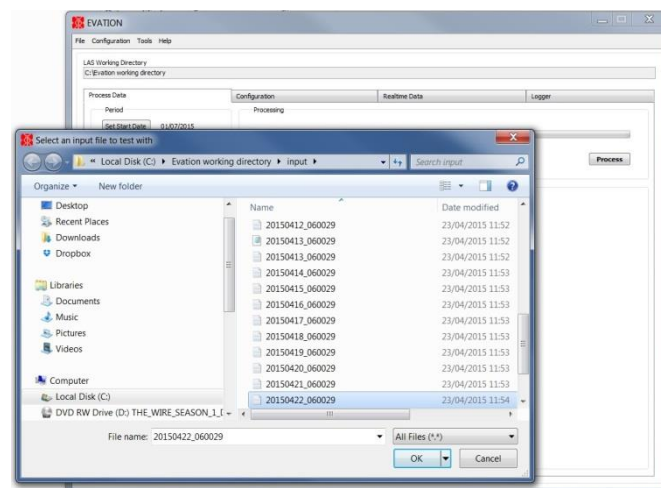 EVATION
File Configuration Tools Help
LAS Working Directory
C:\Evation working directory
Process Data Configuration Realtime Data Logger
Period Processing
Set Start Date 01/07/2015
Process
Select an input file to test with
« Local Disk (C:) ▸ Evation working directory ▸ input ▸ Search input
Organize New folder
Desktop
Recent Places
Downloads
Dropbox
Libraries
Documents
Music
Pictures
Videos
Computer
Local Disk (C:)
DVD RW Drive (D:) THE_WIRE_SEASON_1_
Name Date modified
20150412_060029 23/04/2015 11:52
20150413_060029 23/04/2015 11:52
20150413_060029 23/04/2015 11:52
20150414_060029 23/04/2015 11:53
20150415_060029 23/04/2015 11:53
20150416_060029 23/04/2015 11:53
20150417_060029 23/04/2015 11:53
20150418_060029 23/04/2015 11:53
20150419_060029 23/04/2015 11:53
20150420_060029 23/04/2015 11:53
20150421_060029 23/04/2015 11:53
20150422_060029 23/04/2015 11:54
File name: 20150422_060029 All Files (*.*)
OK Cancel